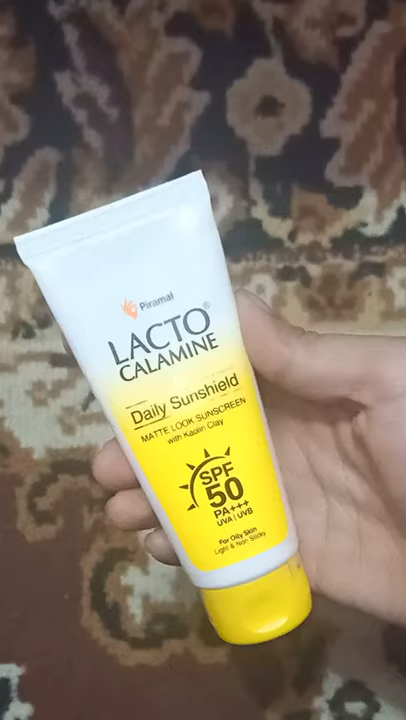 Piramal
LACTO®
CALAMINE
Daily Sunshield
MATTE LOOK SUNSCREEN
with Kaolin Clay
SPF
50
PA+++
UVA | UVB
For Oily Skin
Light & Non Sticky